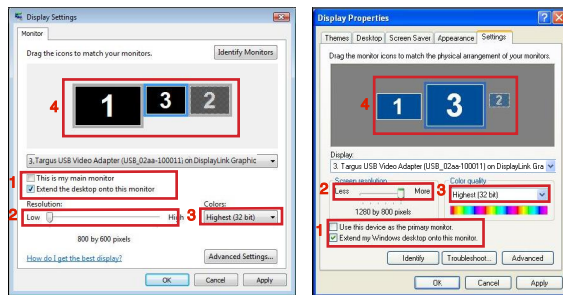 Display Settings
Monitor
Drag the icons to match your monitors.
Identify Monitors
4
1
3
2
3. Targus USB Video Adapter (USB_02aa-100011) on DisplayLink Graphic
1
This is my main monitor
Extend the desktop onto this monitor
Resolution:
Colors:
2
Low
High
3
Highest (32 bit)
800 by 600 pixels
How do I get the best display?
Advanced Settings...
OK
Cancel
Apply
Display Properties
Themes
Desktop
Screen Saver
Appearance
Settings
Drag the monitor icons to match the physical arrangement of your monitors.
4
1
3
2
Display:
3. Targus USB Video Adapter (USB_02aa-100011) on DisplayLink Gra
Screen resolution
Color quality
2
Less
More
3
Highest (32 bit)
1280 by 800 pixels
1
Use this device as the primary monitor.
Extend my Windows desktop onto this monitor.
Identify
Troubleshoot...
Advanced
OK
Cancel
Apply